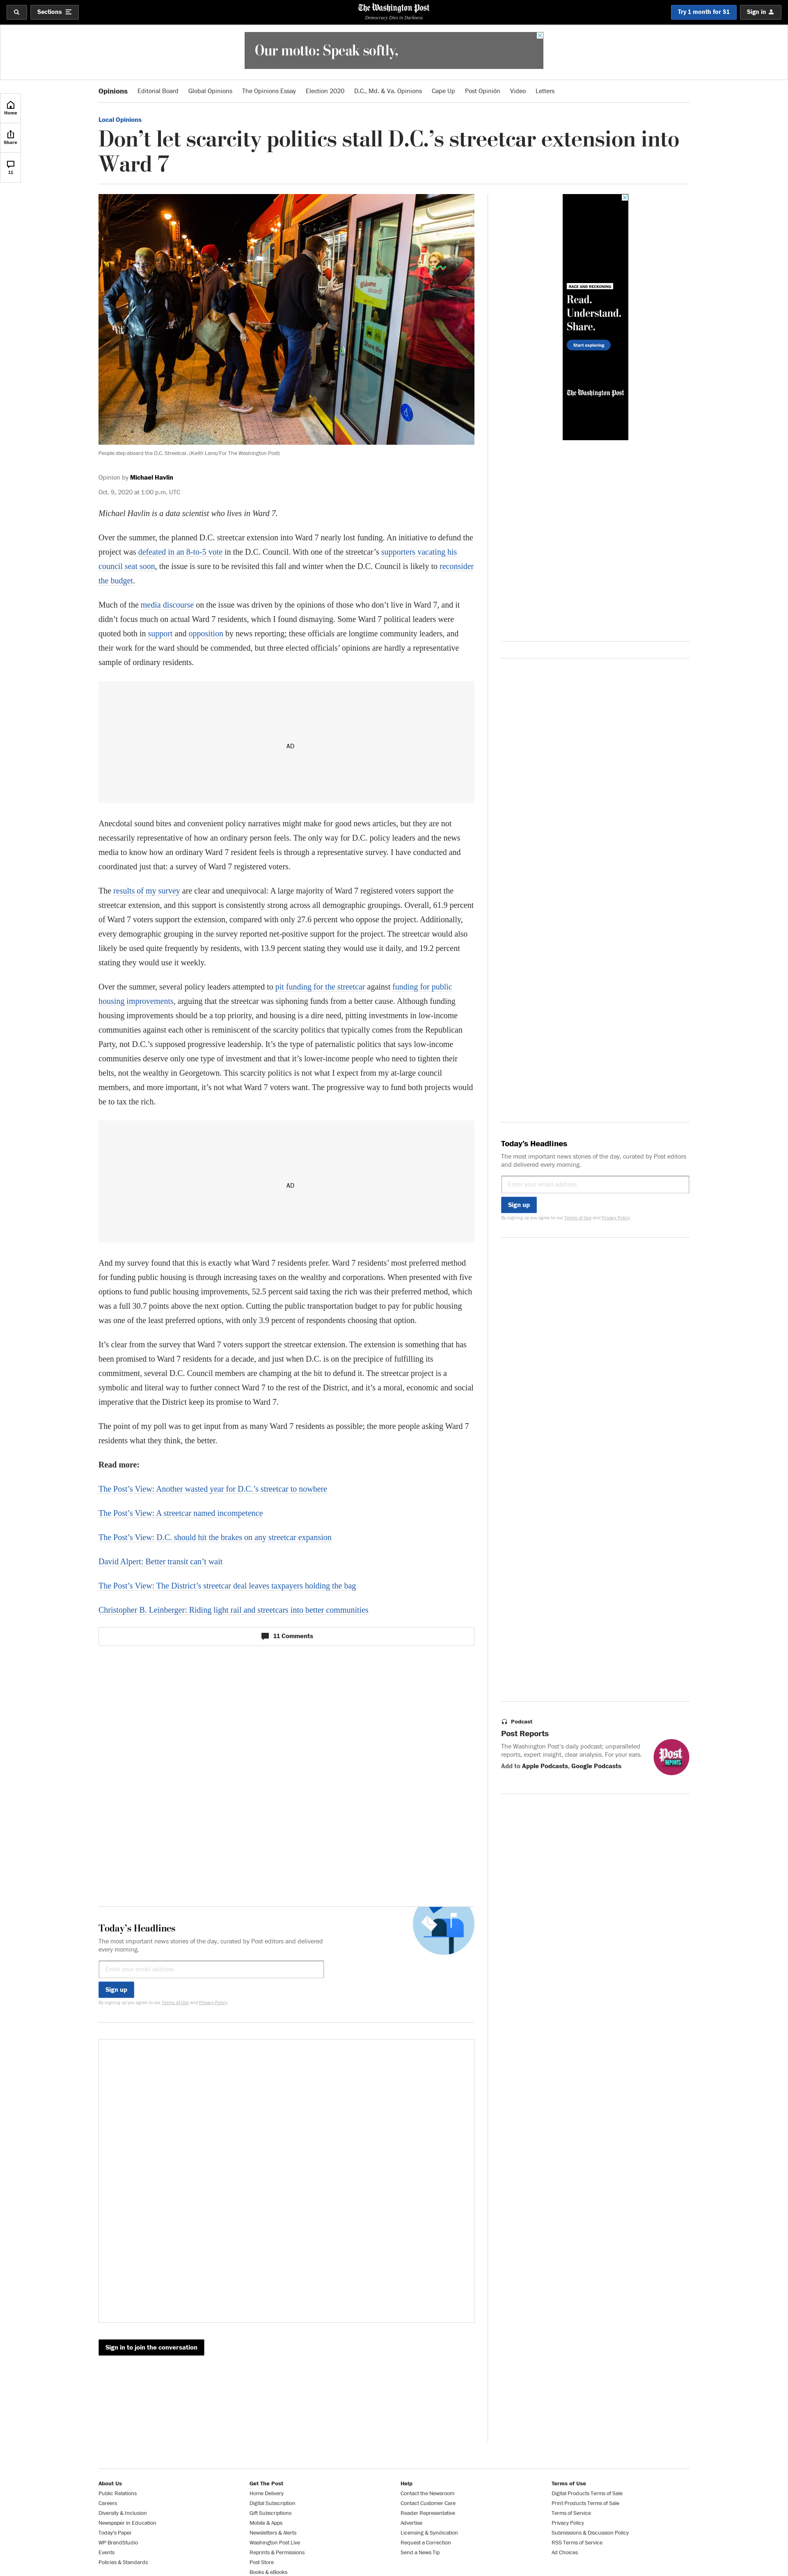 Sections
The Washington Post
Democracy Dies in Darkness
Try 1 month for $1
Sign in
Our motto: Speak softly,
Home
Share
11
Opinions
Editorial Board
Global Opinions
The Opinions Essay
Election 2020
D.C., Md. & Va. Opinions
Cape Up
Post Opinión
Video
Letters
Local Opinions
Don’t let scarcity politics stall D.C.’s streetcar extension into
Ward 7
People step aboard the D.C. Streetcar. (Keith Lane/For The Washington Post)
Opinion by Michael Havlin
Oct. 9, 2020 at 1:00 p.m. UTC
Michael Havlin is a data scientist who lives in Ward 7.
Over the summer, the planned D.C. streetcar extension into Ward 7 nearly lost funding. An initiative to defund the
project was defeated in an 8-to-5 vote in the D.C. Council. With one of the streetcar’s supporters vacating his
council seat soon, the issue is sure to be revisited this fall and winter when the D.C. Council is likely to reconsider
the budget.
Much of the media discourse on the issue was driven by the opinions of those who don’t live in Ward 7, and it
didn’t focus much on actual Ward 7 residents, which I found dismaying. Some Ward 7 political leaders were
quoted both in support and opposition by news reporting; these officials are longtime community leaders, and
their work for the ward should be commended, but three elected officials’ opinions are hardly a representative
sample of ordinary residents.
AD
Anecdotal sound bites and convenient policy narratives might make for good news articles, but they are not
necessarily representative of how an ordinary person feels. The only way for D.C. policy leaders and the news
media to know how an ordinary Ward 7 resident feels is through a representative survey. I have conducted and
coordinated just that: a survey of Ward 7 registered voters.
The results of my survey are clear and unequivocal: A large majority of Ward 7 registered voters support the
streetcar extension, and this support is consistently strong across all demographic groupings. Overall, 61.9 percent
of Ward 7 voters support the extension, compared with only 27.6 percent who oppose the project. Additionally,
every demographic grouping in the survey reported net-positive support for the project. The streetcar would also
likely be used quite frequently by residents, with 13.9 percent stating they would use it daily, and 19.2 percent
stating they would use it weekly.
Over the summer, several policy leaders attempted to pit funding for the streetcar against funding for public
housing improvements, arguing that the streetcar was siphoning funds from a better cause. Although funding
housing improvements should be a top priority, and housing is a dire need, pitting investments in low-income
communities against each other is reminiscent of the scarcity politics that typically comes from the Republican
Party, not D.C.’s supposed progressive leadership. It’s the type of paternalistic politics that says low-income
communities deserve only one type of investment and that it’s lower-income people who need to tighten their
belts, not the wealthy in Georgetown. This scarcity politics is not what I expect from my at-large council
members, and more important, it’s not what Ward 7 voters want. The progressive way to fund both projects would
be to tax the rich.
AD
And my survey found that this is exactly what Ward 7 residents prefer. Ward 7 residents’ most preferred method
for funding public housing is through increasing taxes on the wealthy and corporations. When presented with five
options to fund public housing improvements, 52.5 percent said taxing the rich was their preferred method, which
was a full 30.7 points above the next option. Cutting the public transportation budget to pay for public housing
was one of the least preferred options, with only 3.9 percent of respondents choosing that option.
It’s clear from the survey that Ward 7 voters support the streetcar extension. The extension is something that has
been promised to Ward 7 residents for a decade, and just when D.C. is on the precipice of fulfilling its
commitment, several D.C. Council members are champing at the bit to defund it. The streetcar project is a
symbolic and literal way to further connect Ward 7 to the rest of the District, and it’s a moral, economic and social
imperative that the District keep its promise to Ward 7.
The point of my poll was to get input from as many Ward 7 residents as possible; the more people asking Ward 7
residents what they think, the better.
Read more:
The Post’s View: Another wasted year for D.C.’s streetcar to nowhere
The Post’s View: A streetcar named incompetence
The Post’s View: D.C. should hit the brakes on any streetcar expansion
David Alpert: Better transit can’t wait
The Post’s View: The District’s streetcar deal leaves taxpayers holding the bag
Christopher B. Leinberger: Riding light rail and streetcars into better communities
11 Comments
RACE AND RECKONING
Read.
Understand.
Share.
Start exploring
The Washington Post
Today’s Headlines
The most important news stories of the day, curated by Post editors
and delivered every morning.
Enter your email address
Sign up
By signing up you agree to our Terms of Use and Privacy Policy
Podcast
Post Reports
The Washington Post’s daily podcast: unparalleled
reports, expert insight, clear analysis. For your ears.
Add to Apple Podcasts, Google Podcasts
Post
REPORTS
Today’s Headlines
The most important news stories of the day, curated by Post editors and delivered
every morning.
Enter your email address
Sign up
By signing up you agree to our Terms of Use and Privacy Policy
Sign in to join the conversation
About Us
Public Relations
Careers
Diversity & Inclusion
Newspaper in Education
Today’s Paper
WP BrandStudio
Events
Policies & Standards
Get The Post
Home Delivery
Digital Subscription
Gift Subscriptions
Mobile & Apps
Newsletters & Alerts
Washington Post Live
Reprints & Permissions
Post Store
Books & eBooks
Help
Contact the Newsroom
Contact Customer Care
Reader Representative
Advertise
Licensing & Syndication
Request a Correction
Send a News Tip
Terms of Use
Digital Products Terms of Sale
Print Products Terms of Sale
Terms of Service
Privacy Policy
Submissions & Discussion Policy
RSS Terms of Service
Ad Choices